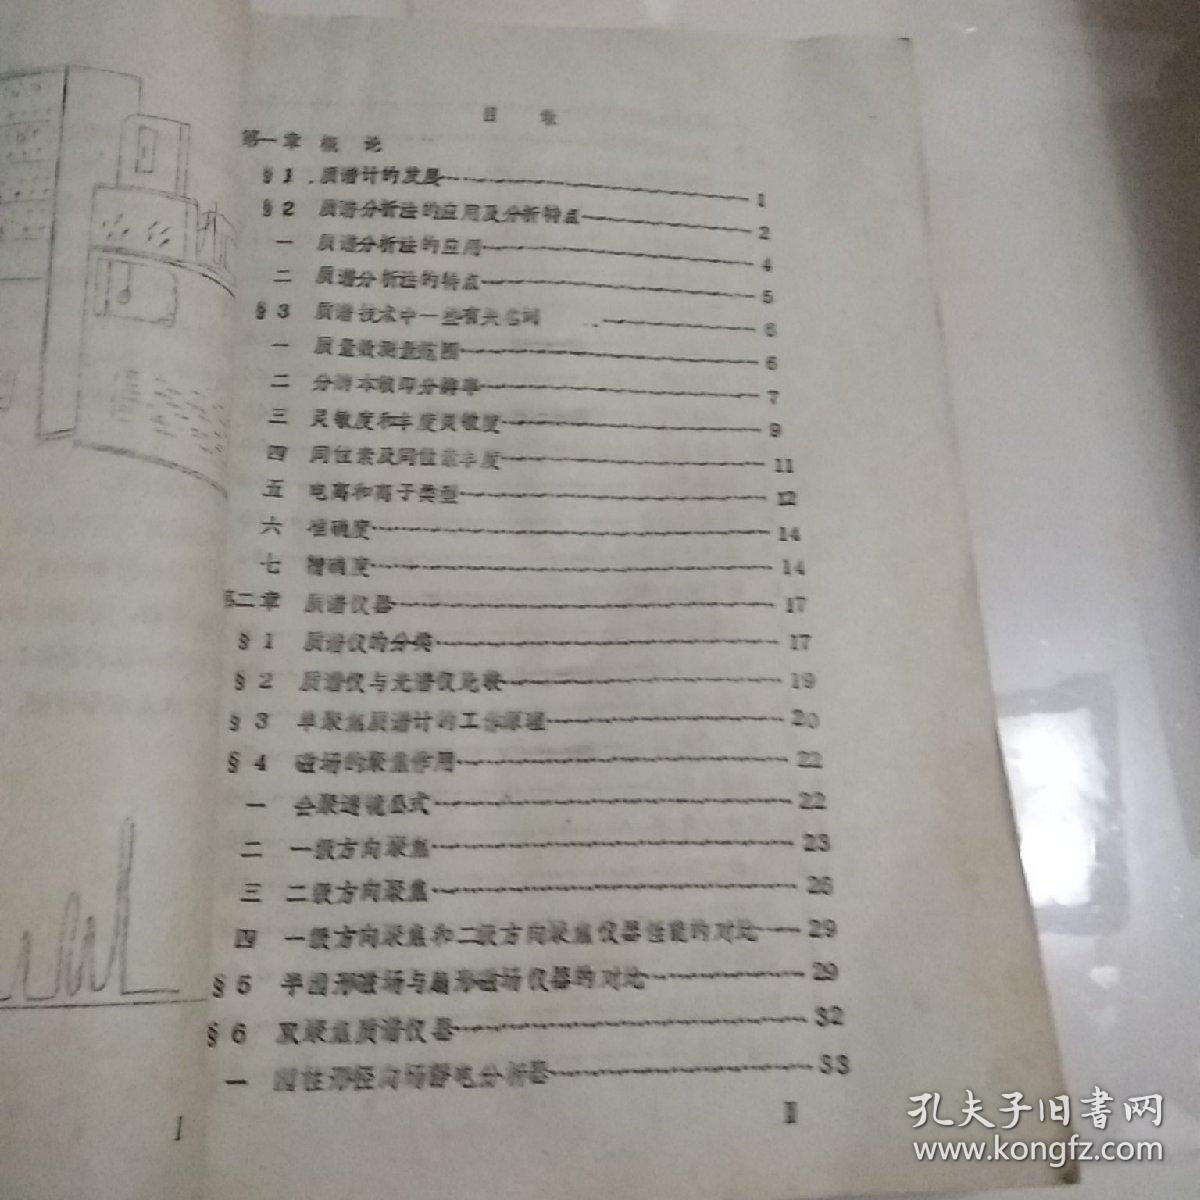 目 录
第一章 概 论
§1. 质谱计的发展 1
§2 质谱分析法的应用及分析特点 2
一 质谱分析法的应用 4
二 质谱分析法的特点 5
§3 质谱技术中一些有关名词 6
一 质量数测量范围 6
二 分辨本领即分辨率 7
三 灵敏度和丰度灵敏度 9
四 同位素及同位素丰度 11
五 电离和离子类型 12
六 准确度 14
七 精确度 14
第二章 质谱仪器 17
§1 质谱仪的分类 17
§2 质谱仪与光谱仪比较 19
§3 单聚焦质谱计的工作原理 20
§4 磁场的聚焦作用 22
一 会聚透镜公式 22
二 一级方向聚焦 23
三 二级方向聚焦 26
四 一级方向聚焦和二级方向聚焦仪器性能的对比 29
§5 半园形磁场与扇形磁场仪器的对比 29
§6 双聚焦质谱仪器 32
一 柱形径向场静电分析器 33
I
II
孔夫子旧书网
www.kongfz.com